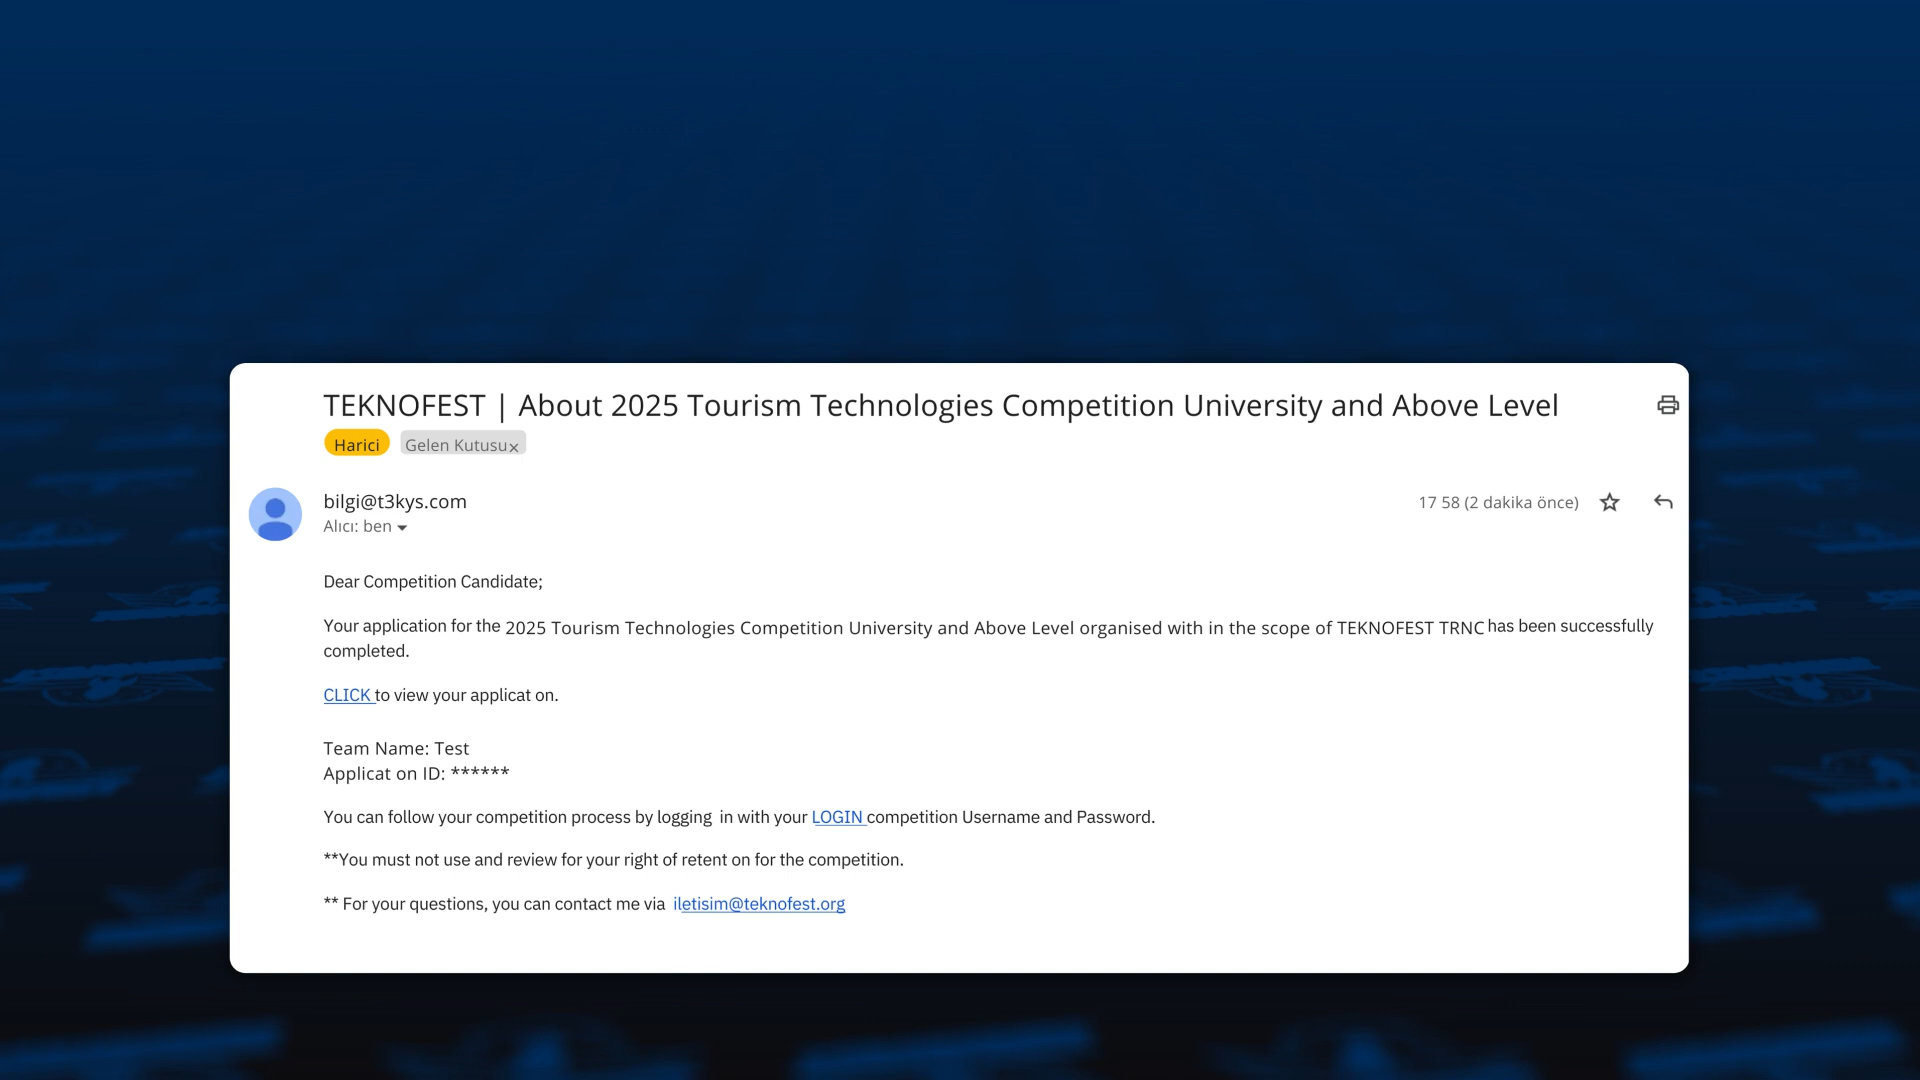 TEKNOFEST | About 2025 Tourism Technologies Competition University and Above Level
Harici Gelen Kutusu×
bilgi@t3kys.com 17 58 (2 dakika önce)
Alıcı: ben
Dear Competition Candidate;
Your application for the 2025 Tourism Technologies Competition University and Above Level organised with in the scope of TEKNOFEST TRNC has been successfully
completed.
CLICK to view your applicat on.
Team Name: Test
Applicat on ID: ******
You can follow your competition process by logging in with your LOGIN competition Username and Password.
**You must not use and review for your right of retent on for the competition.
** For your questions, you can contact me via iletisim@teknofest.org